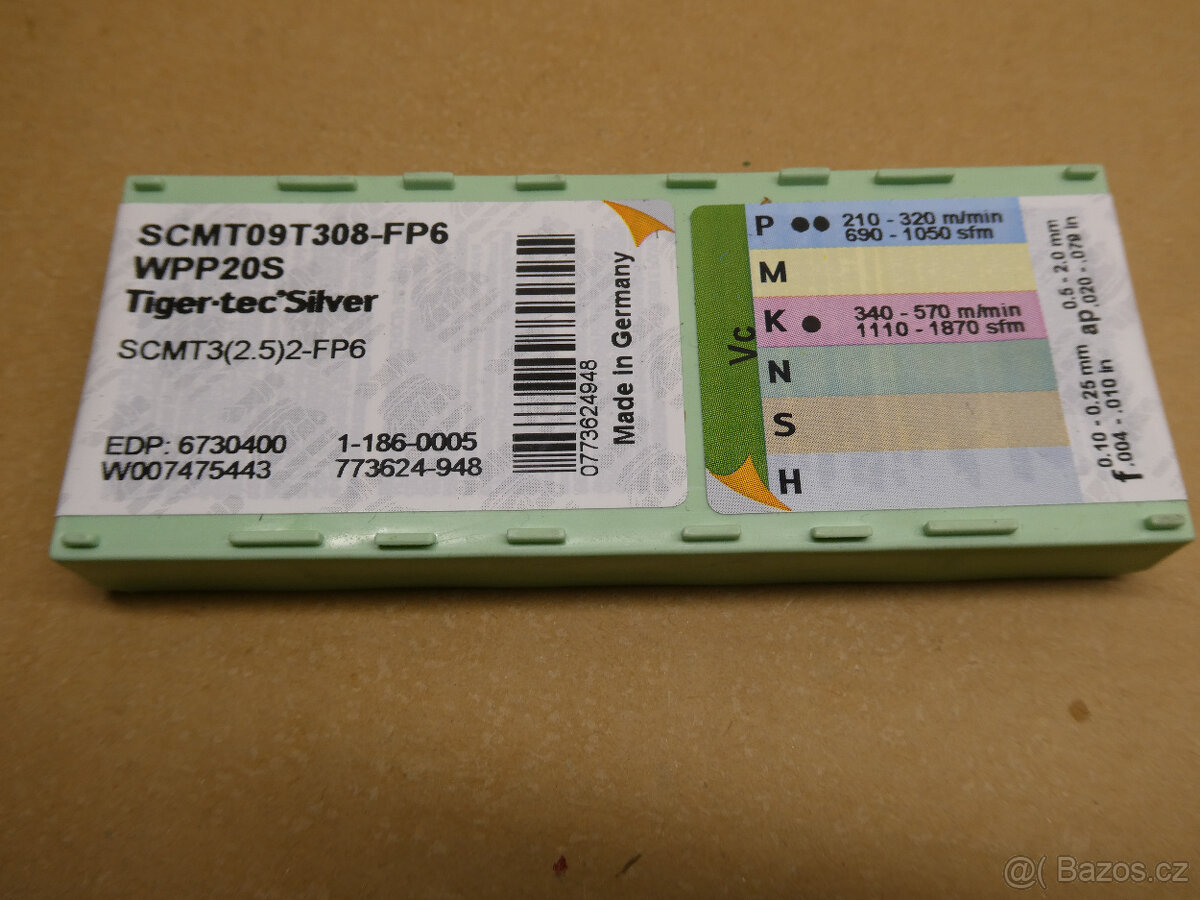 SCMT09T308-FP6
WPP20S
Tiger·tec®Silver
SCMT3(2.5)2-FP6
EDP: 6730400 1-186-0005
W007475443 773624-948
0773624948
Made in Germany
Vc
P ●● 210 - 320 m/min
690 - 1050 sfm
M
K ● 340 - 570 m/min
1110 - 1870 sfm
N
S
H
f 0.10 - 0.25 mm
.004 - .010 in
ap 0.5 - 2.0 mm
.020 - .079 in
@( Bazos.cz